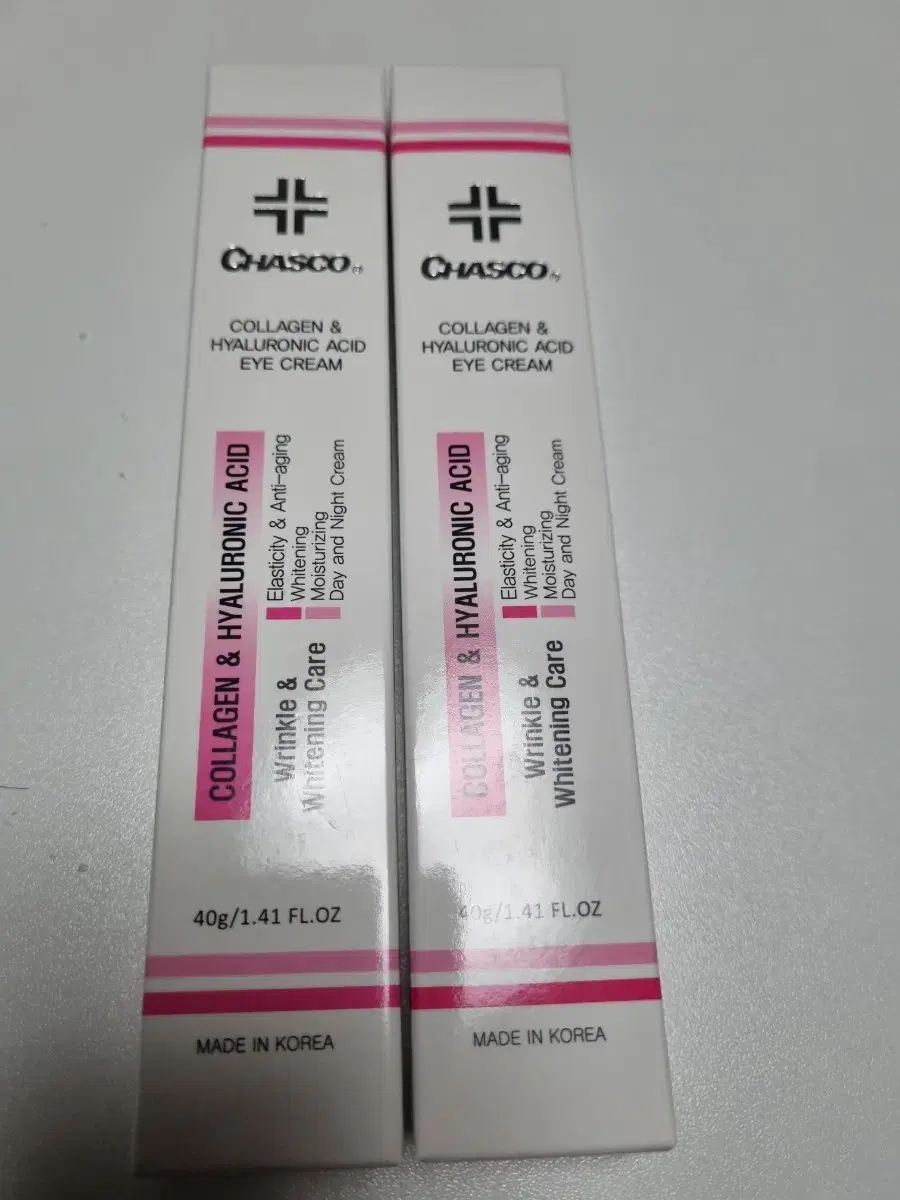 CHASCO
COLLAGEN &
HYALURONIC ACID
EYE CREAM
COLLAGEN & HYALURONIC ACID
Wrinkle &
Whitening Care
Elasticity & Anti-aging
Whitening
Moisturizing
Day and Night Cream
40g/1.41 FL.OZ
MADE IN KOREA
CHASCO
COLLAGEN &
HYALURONIC ACID
EYE CREAM
COLLAGEN & HYALURONIC ACID
Wrinkle &
Whitening Care
Elasticity & Anti-aging
Whitening
Moisturizing
Day and Night Cream
40g/1.41 FL.OZ
MADE IN KOREA